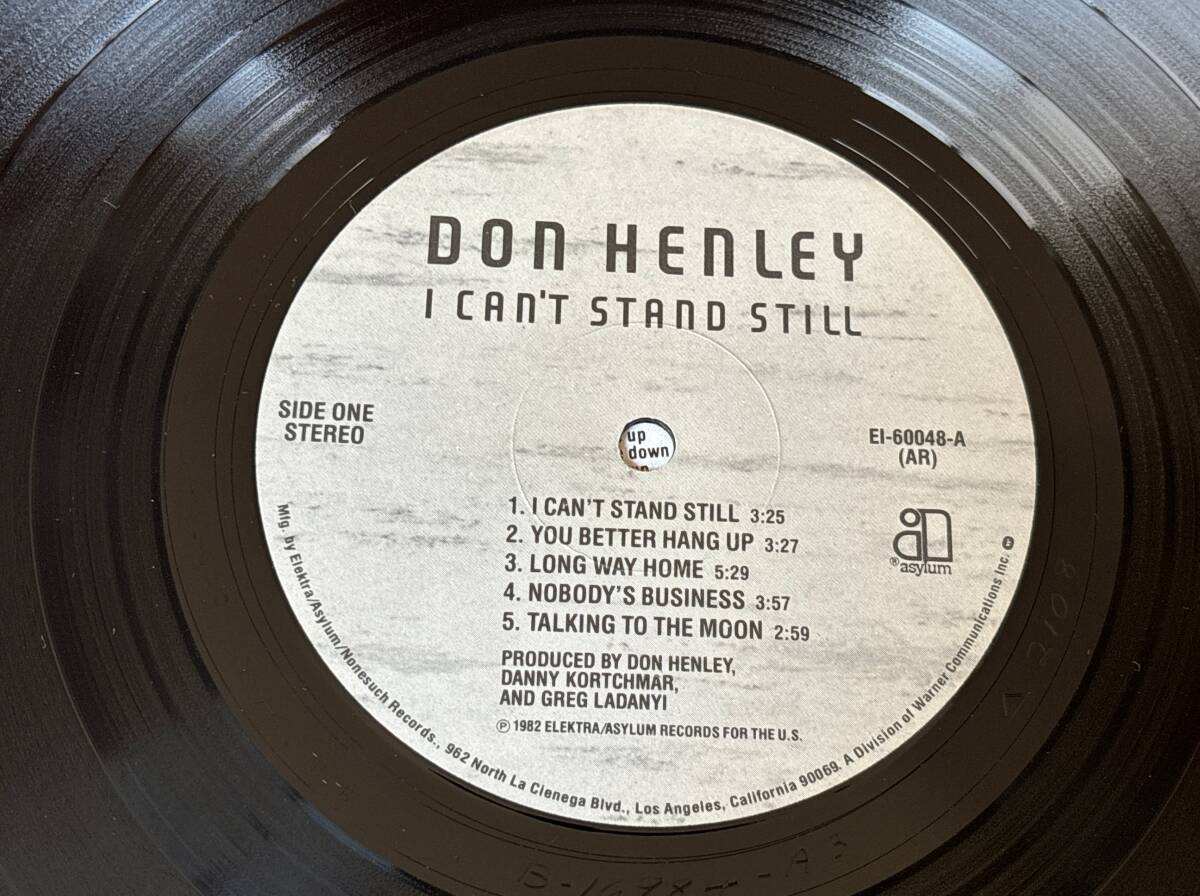 DON HENLEY
I CAN'T STAND STILL
SIDE ONE
STEREO
EI-60048-A
(AR)
up
down
1. I CAN'T STAND STILL 3:25
2. YOU BETTER HANG UP 3:27
3. LONG WAY HOME 5:29
4. NOBODY'S BUSINESS 3:57
5. TALKING TO THE MOON 2:59
® asylum
PRODUCED BY DON HENLEY,
DANNY KORTCHMAR,
AND GREG LADANYI
℗ 1982 ELEKTRA/ASYLUM RECORDS FOR THE U.S.
Mfg. by Elektra/Asylum/Nonesuch Records., 962 North La Cienega Blvd., Los Angeles, California 90069. A Division of Warner Communications Inc.